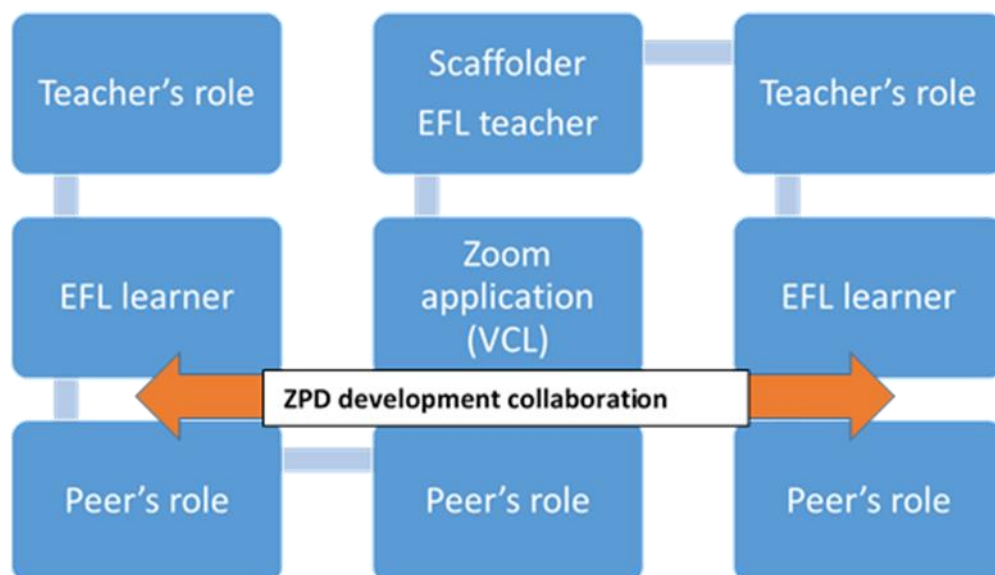 Teacher's role
Scaffolder
EFL teacher
Teacher's role
EFL learner
Zoom
application
(VCL)
EFL learner
ZPD development collaboration
Peer's role
Peer's role
Peer's role